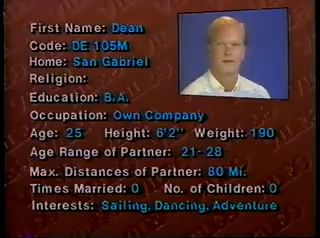 First Name: Dean
Code: DE 105M
Home: San Gabriel
Religion:
Education: B.A.
Occupation: Own Company
Age: 25 Height: 6'2" Weight: 190
Age Range of Partner: 21-28
Max. Distances of Partner: 80 Mi.
Times Married: 0 No. of Children: 0
Interests: Sailing, Dancing, Adventure